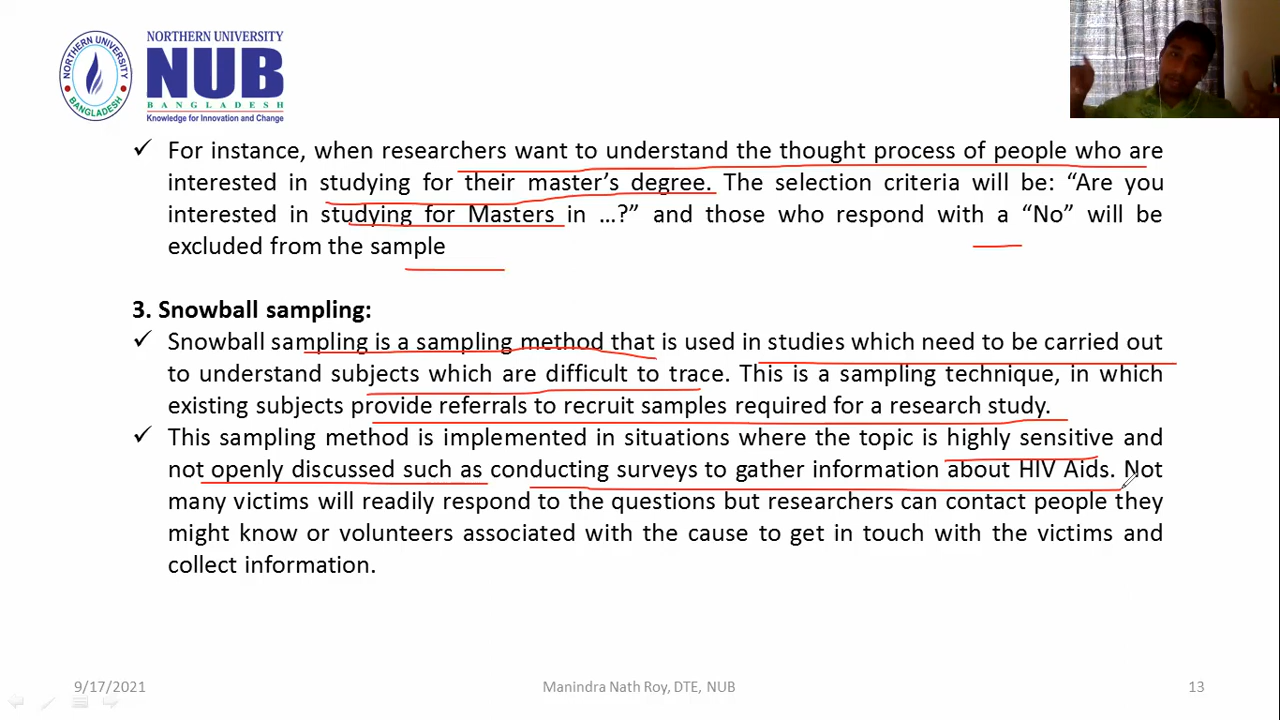 NORTHERN UNIVERSITY
NUB
BANGLADESH
Knowledge for Innovation and Change
NORTHERN UNIVERSITY
BANGLADESH
✓ For instance, when researchers want to understand the thought process of people who are
interested in studying for their master’s degree. The selection criteria will be: “Are you
interested in studying for Masters in ...?” and those who respond with a “No” will be
excluded from the sample
3. Snowball sampling:
✓ Snowball sampling is a sampling method that is used in studies which need to be carried out
to understand subjects which are difficult to trace. This is a sampling technique, in which
existing subjects provide referrals to recruit samples required for a research study.
✓ This sampling method is implemented in situations where the topic is highly sensitive and
not openly discussed such as conducting surveys to gather information about HIV Aids. Not
many victims will readily respond to the questions but researchers can contact people they
might know or volunteers associated with the cause to get in touch with the victims and
collect information.
9/17/2021
Manindra Nath Roy, DTE, NUB
13